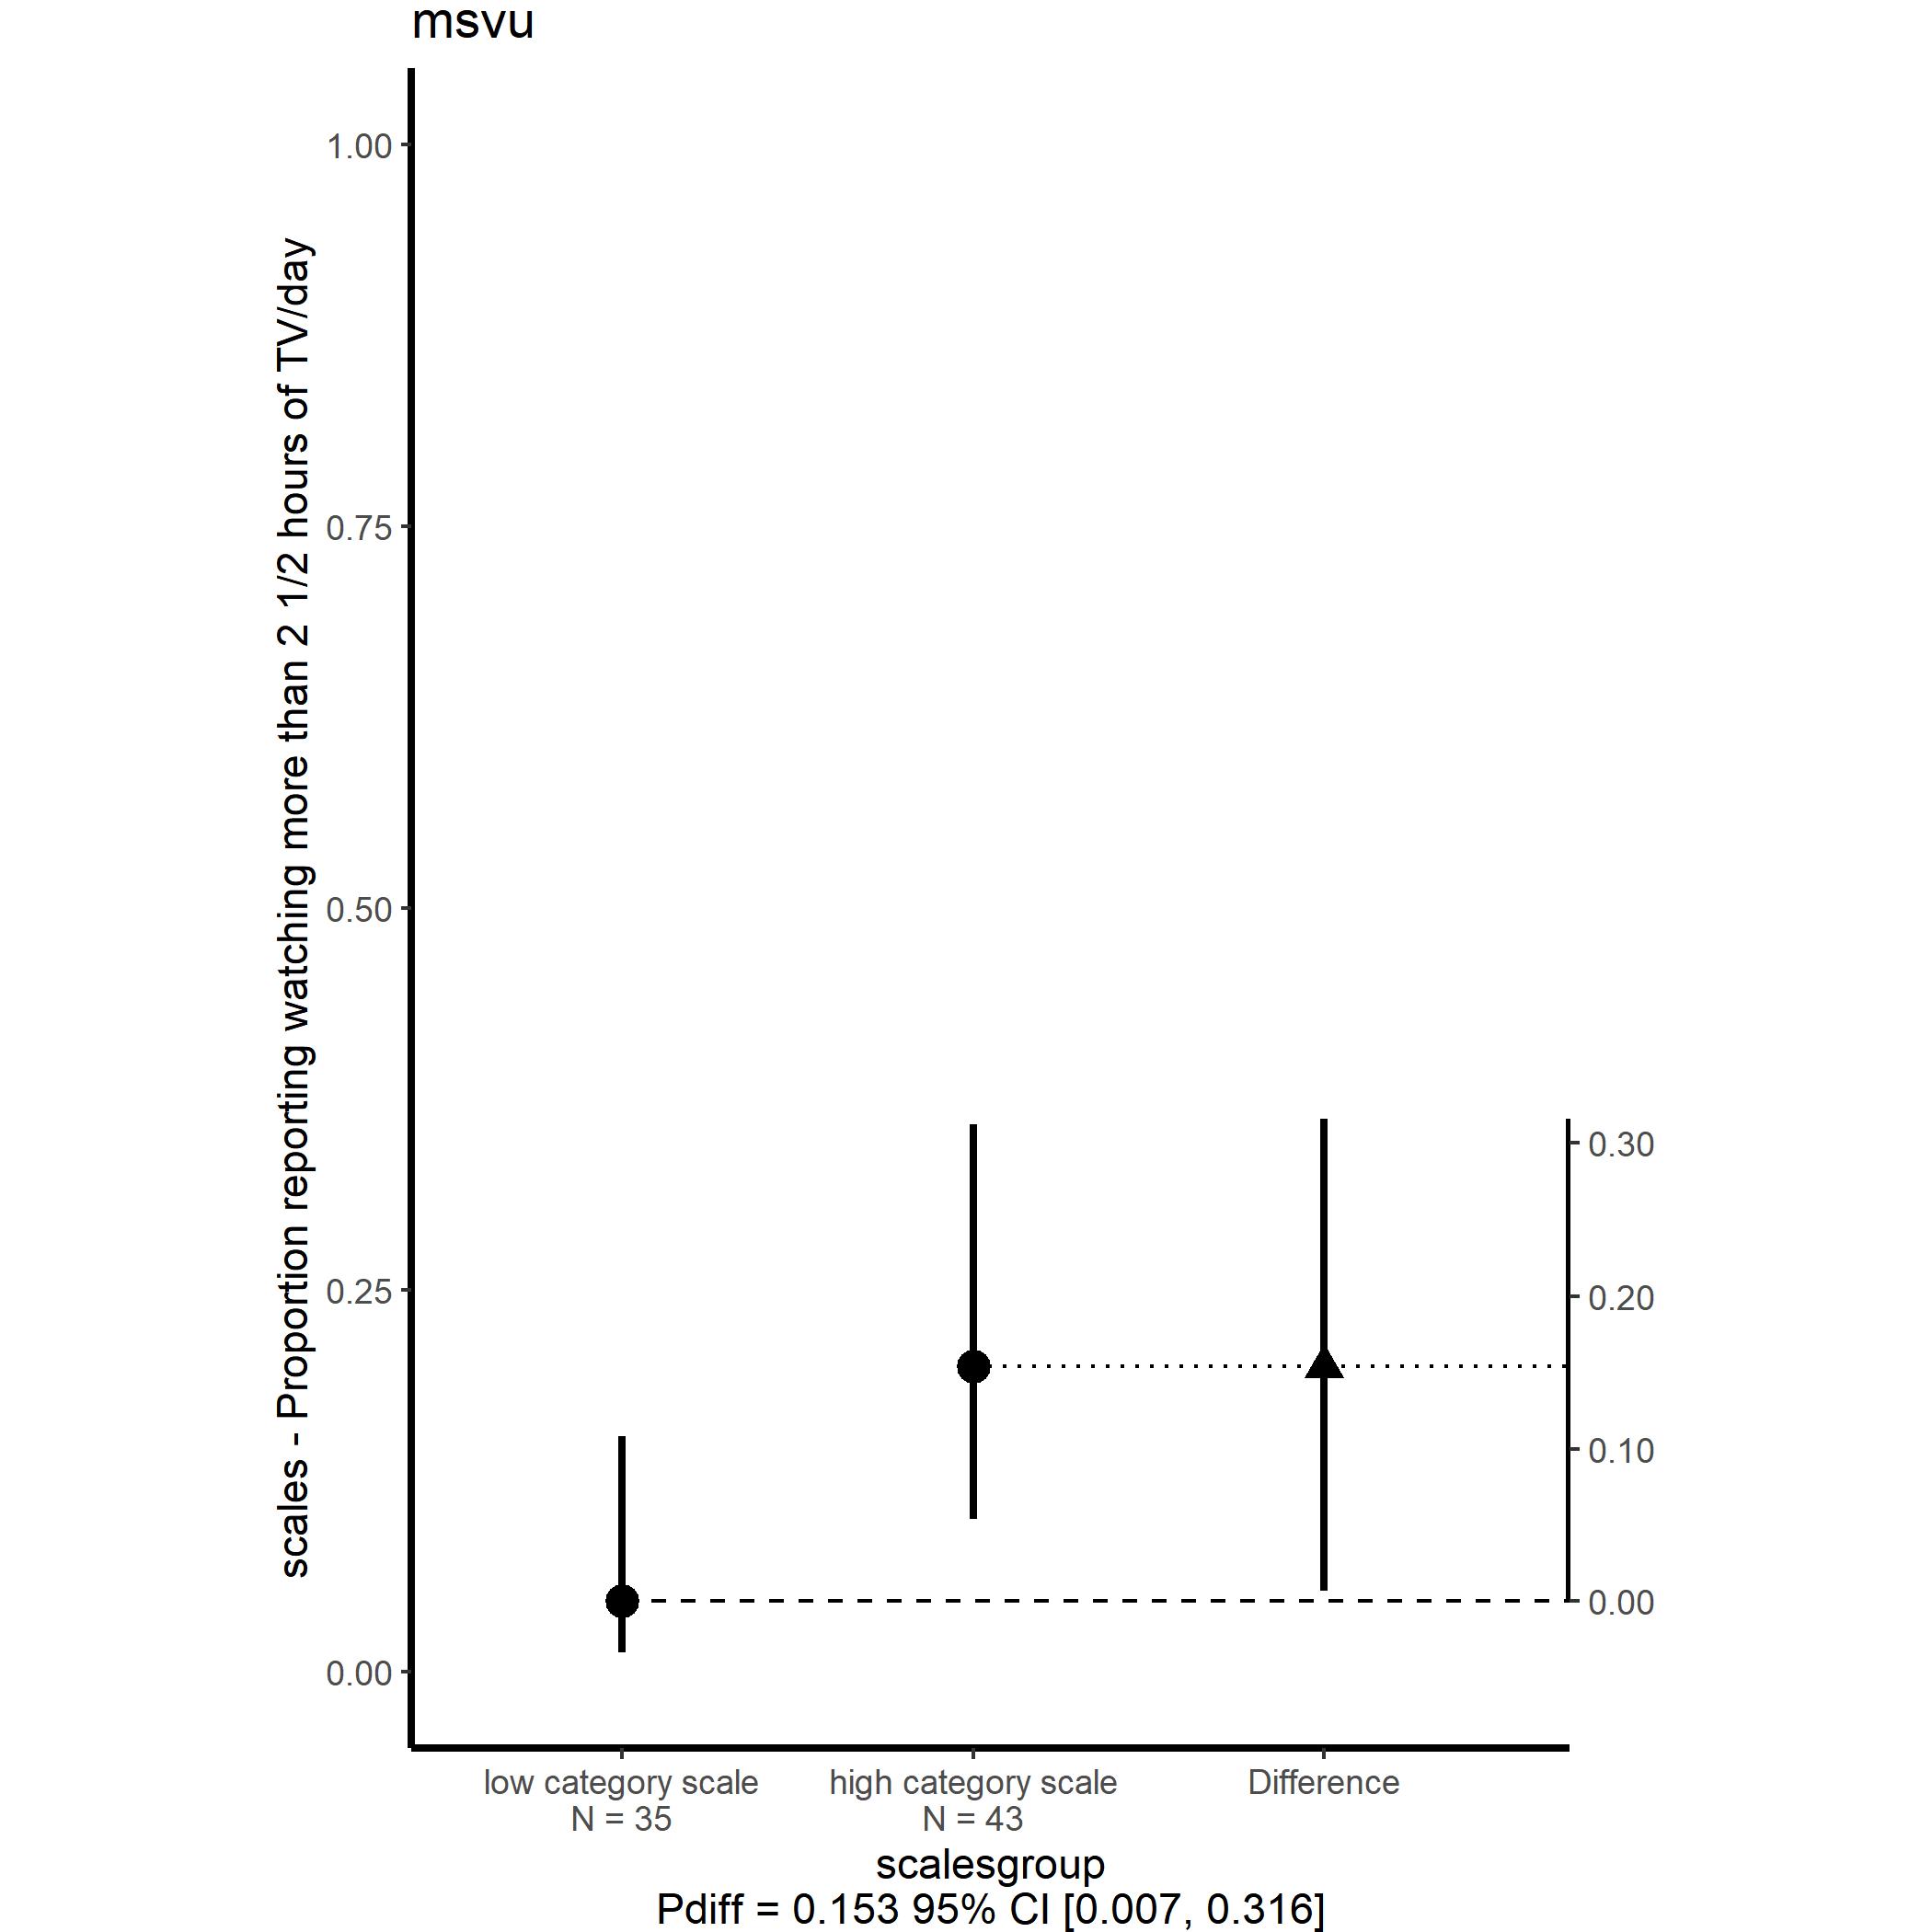 msvu
scales - Proportion reporting watching more than 2 1/2 hours of TV/day
1.00
0.75
0.50
0.25
0.00
0.30
0.20
0.10
0.00
low category scale
N = 35
high category scale
N = 43
Difference
scalesgroup
Pdiff = 0.153 95% CI [0.007, 0.316]